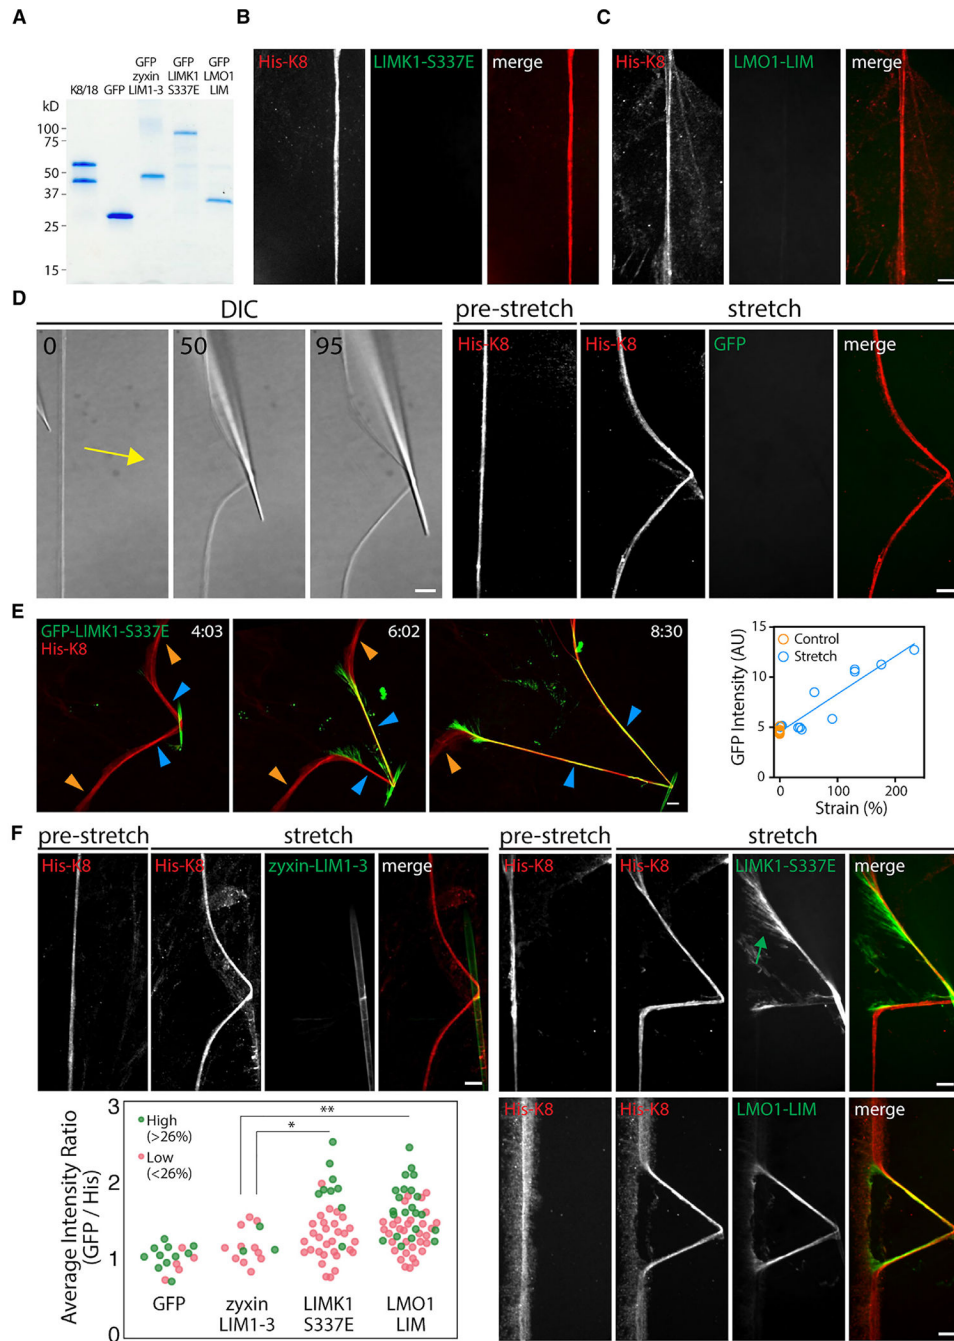 A
kD
100
75
50
37
25
15
K8/18
GFP
GFP
zyxin
LIM1-3
GFP
LIMK1
S337E
GFP
LMO1
LIM
B
His-K8
LIMK1-S337E
merge
C
His-K8
LMO1-LIM
merge
D
DIC
pre-stretch
stretch
0
50
95
His-K8
His-K8
GFP
merge
E
GFP-LIMK1-S337E
His-K8
4:03
6:02
8:30
GFP Intensity (AU)
15
10
5
0
Control
Stretch
0
100
200
Strain (%)
F
pre-stretch
stretch
His-K8
His-K8
zyxin-LIM1-3
merge
pre-stretch
stretch
His-K8
His-K8
LIMK1-S337E
merge
His-K8
His-K8
LMO1-LIM
merge
Average Intensity Ratio
(GFP / His)
3
2
1
0
High
(>26%)
Low
(<26%)
**
*
GFP
zyxin
LIM1-3
LIMK1
S337E
LMO1
LIM